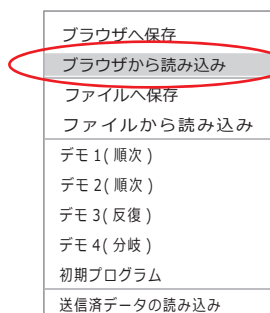 ブラウザへ保存
ブラウザから読み込み
ファイルへ保存
ファイルから読み込み
デモ1(順次)
デモ2(順次)
デモ3(反復)
デモ4(分岐)
初期プログラム
送信済データの読み込み